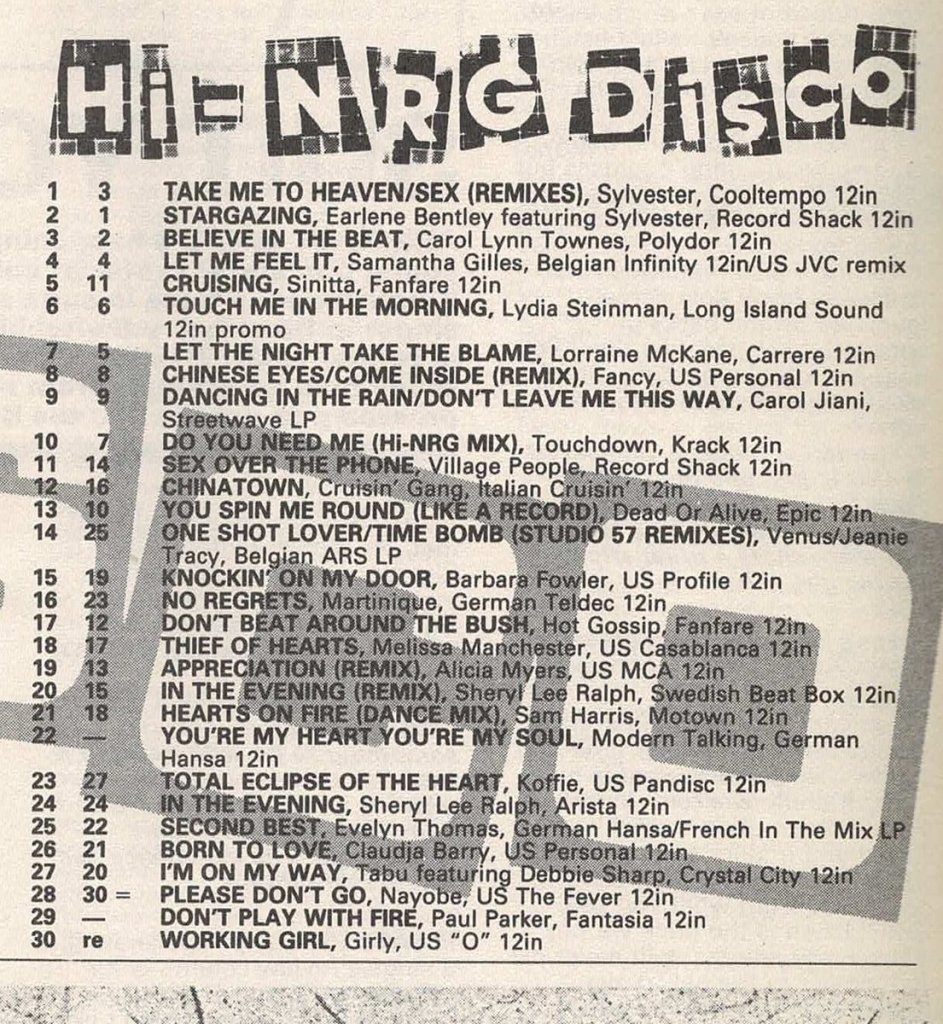 Hi-NRG DiSCO
1 3 TAKE ME TO HEAVEN/SEX (REMIXES), Sylvester, Cooltempo 12in
2 1 STARGAZING, Earlene Bentley featuring Sylvester, Record Shack 12in
3 2 BELIEVE IN THE BEAT, Carol Lynn Townes, Polydor 12in
4 4 LET ME FEEL IT, Samantha Gilles, Belgian Infinity 12in/US JVC remix
5 11 CRUISING, Sinitta, Fanfare 12in
6 6 TOUCH ME IN THE MORNING, Lydia Steinman, Long Island Sound
12in promo
7 5 LET THE NIGHT TAKE THE BLAME, Lorraine McKane, Carrere 12in
8 8 CHINESE EYES/COME INSIDE (REMIX), Fancy, US Personal 12in
9 9 DANCING IN THE RAIN/DON'T LEAVE ME THIS WAY, Carol Jiani,
Streetwave LP
10 7 DO YOU NEED ME (Hi-NRG MIX), Touchdown, Krack 12in
11 14 SEX OVER THE PHONE, Village People, Record Shack 12in
12 16 CHINATOWN, Cruisin' Gang, Italian Cruisin' 12in
13 10 YOU SPIN ME ROUND (LIKE A RECORD), Dead Or Alive, Epic 12in
14 25 ONE SHOT LOVER/TIME BOMB (STUDIO 57 REMIXES), Venus/Jeanie
Tracy, Belgian ARS LP
15 19 KNOCKIN' ON MY DOOR, Barbara Fowler, US Profile 12in
16 23 NO REGRETS, Martinique, German Teldec 12in
17 12 DON'T BEAT AROUND THE BUSH, Hot Gossip, Fanfare 12in
18 17 THIEF OF HEARTS, Melissa Manchester, US Casablanca 12in
19 13 APPRECIATION (REMIX), Alicia Myers, US MCA 12in
20 15 IN THE EVENING (REMIX), Sheryl Lee Ralph, Swedish Beat Box 12in
21 18 HEARTS ON FIRE (DANCE MIX), Sam Harris, Motown 12in
22 — YOU'RE MY HEART YOU'RE MY SOUL, Modern Talking, German
Hansa 12in
23 27 TOTAL ECLIPSE OF THE HEART, Koffie, US Pandisc 12in
24 24 IN THE EVENING, Sheryl Lee Ralph, Arista 12in
25 22 SECOND BEST, Evelyn Thomas, German Hansa/French In The Mix LP
26 21 BORN TO LOVE, Claudja Barry, US Personal 12in
27 20 I'M ON MY WAY, Tabu featuring Debbie Sharp, Crystal City 12in
28 30 = PLEASE DON'T GO, Nayobe, US The Fever 12in
29 — DON'T PLAY WITH FIRE, Paul Parker, Fantasia 12in
30 re WORKING GIRL, Girly, US "O" 12in